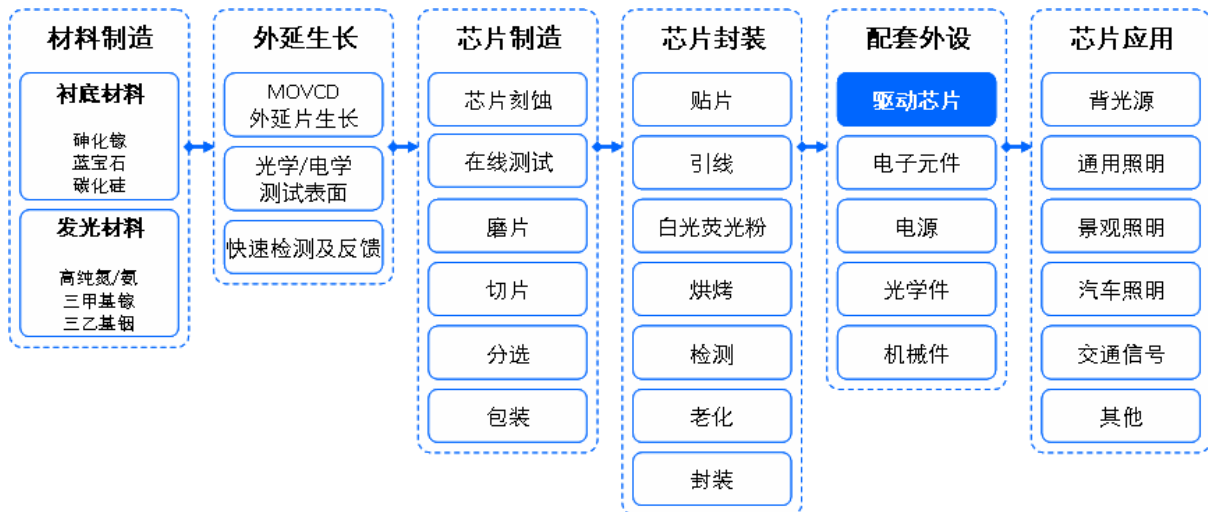 材料制造
衬底材料
砷化镓
蓝宝石
碳化硅
发光材料
高纯氮/氨
三甲基镓
三乙基铟
外延生长
MOVCD
外延片生长
光学/电学
测试表面
快速检测及反馈
芯片制造
芯片刻蚀
在线测试
磨片
切片
分选
包装
芯片封装
贴片
引线
白光荧光粉
烘烤
检测
老化
封装
配套外设
驱动芯片
电子元件
电源
光学件
机械件
芯片应用
背光源
通用照明
景观照明
汽车照明
交通信号
其他